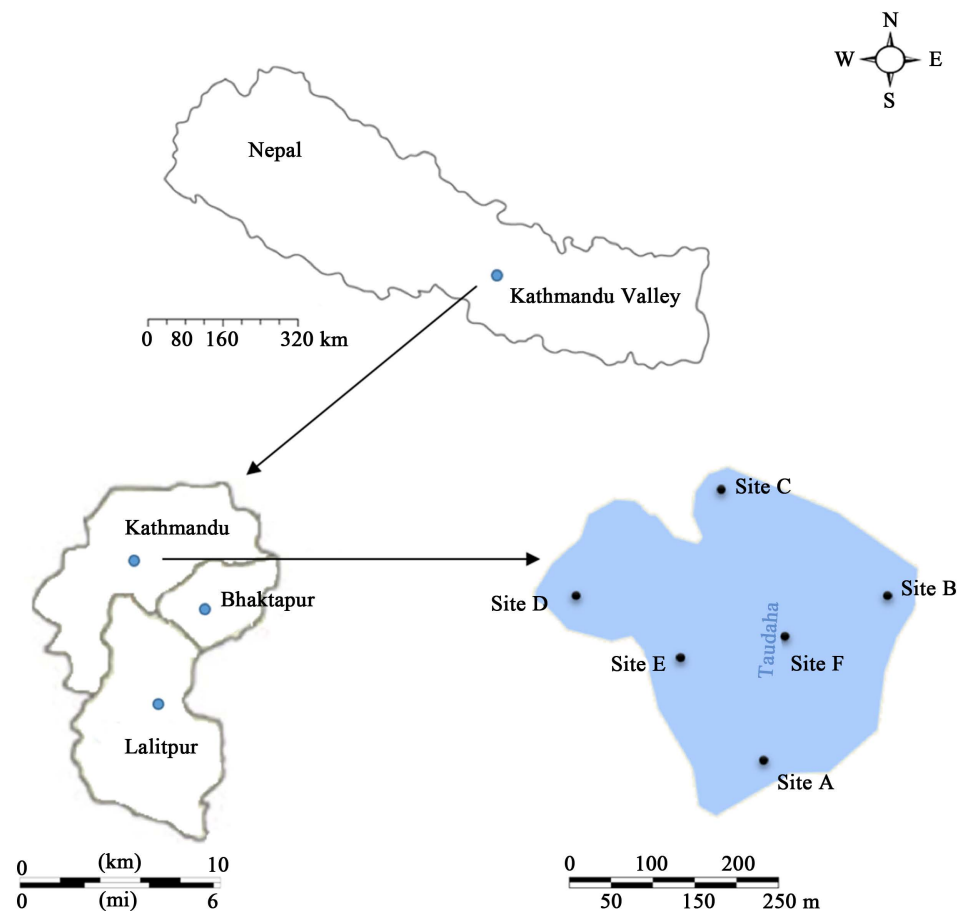 N
W E
S
Nepal
Kathmandu Valley
0 80 160 320 km
Kathmandu
Bhaktapur
Lalitpur
Site C
Site D
Site B
Taudaha
Site E
Site F
Site A
0 (km) 10
0 (mi) 6
0 100 200
50 150 250 m